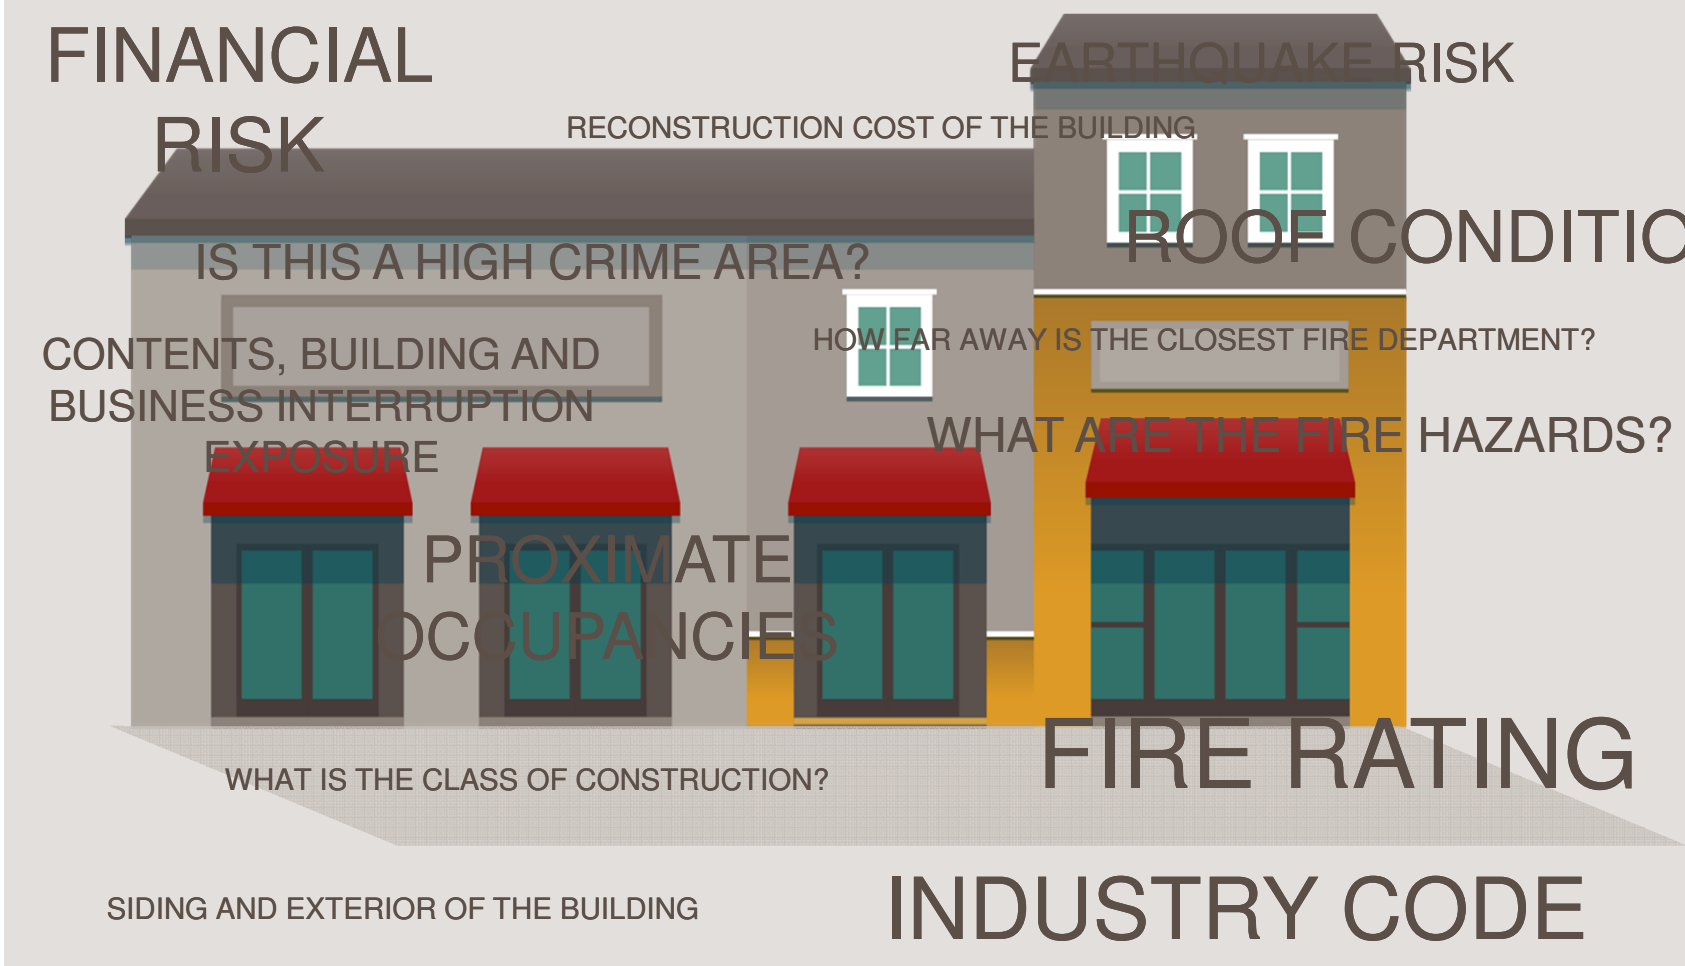 FINANCIAL
RISK
EARTHQUAKE RISK
RECONSTRUCTION COST OF THE BUILDING
ROOF CONDITIO
IS THIS A HIGH CRIME AREA?
HOW FAR AWAY IS THE CLOSEST FIRE DEPARTMENT?
CONTENTS, BUILDING AND
BUSINESS INTERRUPTION
EXPOSURE
WHAT ARE THE FIRE HAZARDS?
PROXIMATE
OCCUPANCIES
FIRE RATING
WHAT IS THE CLASS OF CONSTRUCTION?
SIDING AND EXTERIOR OF THE BUILDING
INDUSTRY CODE